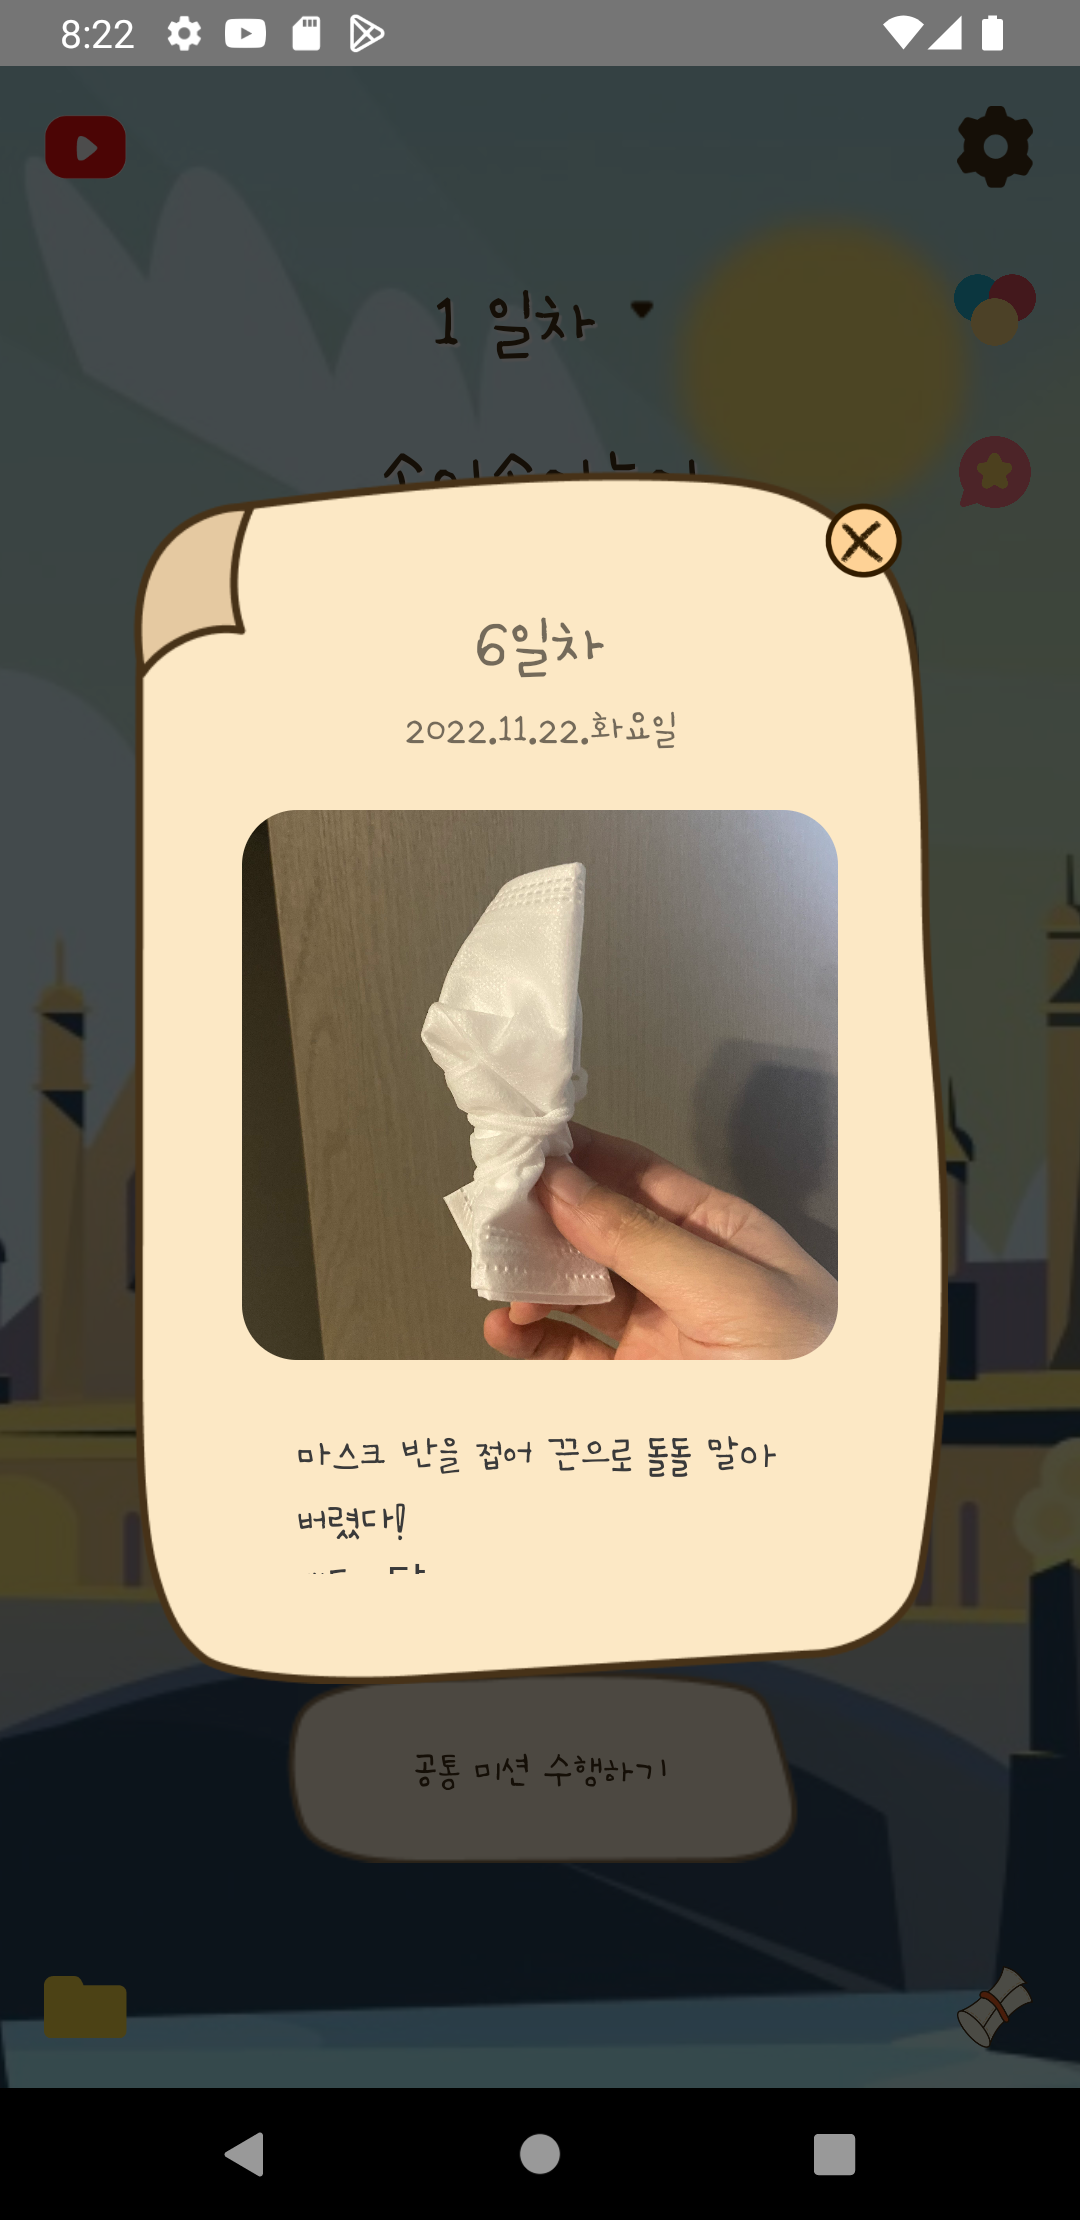 8:22
1 일차
6일차
2022.11.22.화요일
마스크 반을 접어 끈으로 돌돌 말아
버렸다!
공통 미션 수행하기